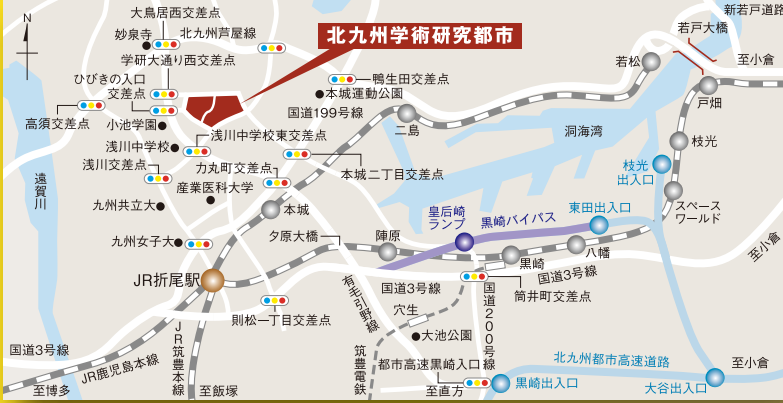 N
大鳥居西交差点
妙泉寺
北九州芦屋線
学研大通り西交差点
ひびきの入口
交差点
高須交差点
小池学園
北九州学術研究都市
鴨生田交差点
本城運動公園
国道199号線
浅川中学校東交差点
浅川中学校
浅川交差点
力丸町交差点
本城二丁目交差点
産業医科大学
九州共立大
九州女子大
遠賀川
新若戸道路
若戸大橋
至小倉
若松
戸畑
二島
洞海湾
枝光
枝光
出入口
スペース
ワールド
本城
夕原大橋
陣原
皇后崎
ランプ
黒崎バイパス
東田出入口
八幡
黒崎
国道3号線
至小倉
JR折尾駅
国道3号線
筒井町交差点
有毛引野線
穴生
国道200号線
則松一丁目交差点
大池公園
筑豊電鉄
都市高速黒崎入口
至直方
黒崎出入口
北九州都市高速道路
至小倉
大谷出入口
国道3号線
JR鹿児島本線
至博多
JR筑豊本線
至飯塚